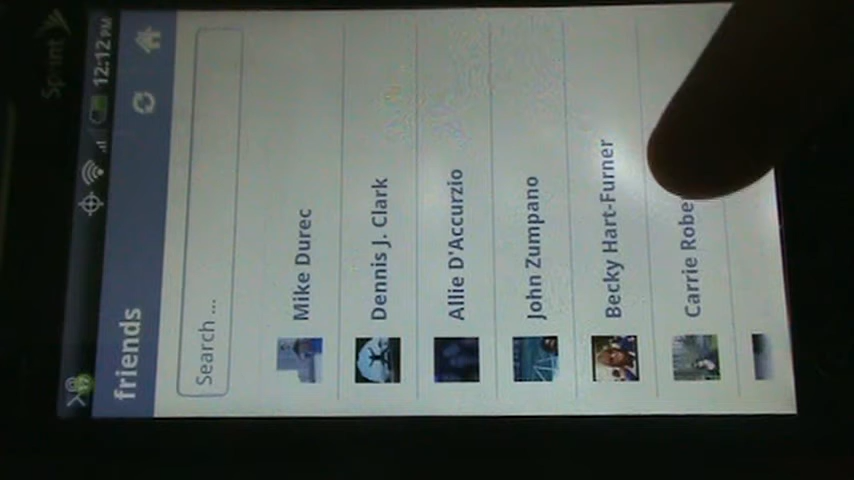 Sprint
12:12 PM
friends
Search ...
Mike Durec
Dennis J. Clark
Allie D'Accurzio
John Zumpano
Becky Hart-Furner
Carrie Robe